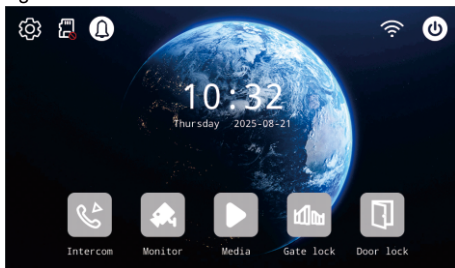 10:32
Thursday 2025-08-21
Intercom Monitor Media Gate lock Door lock